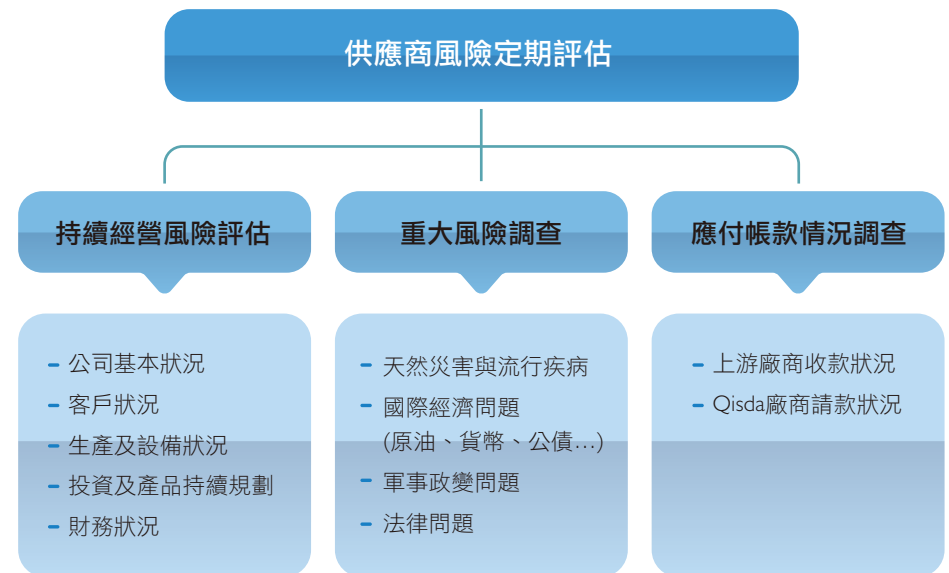 供應商風險定期評估
持續經營風險評估
– 公司基本狀況
– 客戶狀況
– 生產及設備狀況
– 投資及產品持續規劃
– 財務狀況
重大風險調查
– 天然災害與流行疾病
– 國際經濟問題
(原油、貨幣、公債…)
– 軍事政變問題
– 法律問題
應付帳款情況調查
– 上游廠商收款狀況
– Qisda廠商請款狀況